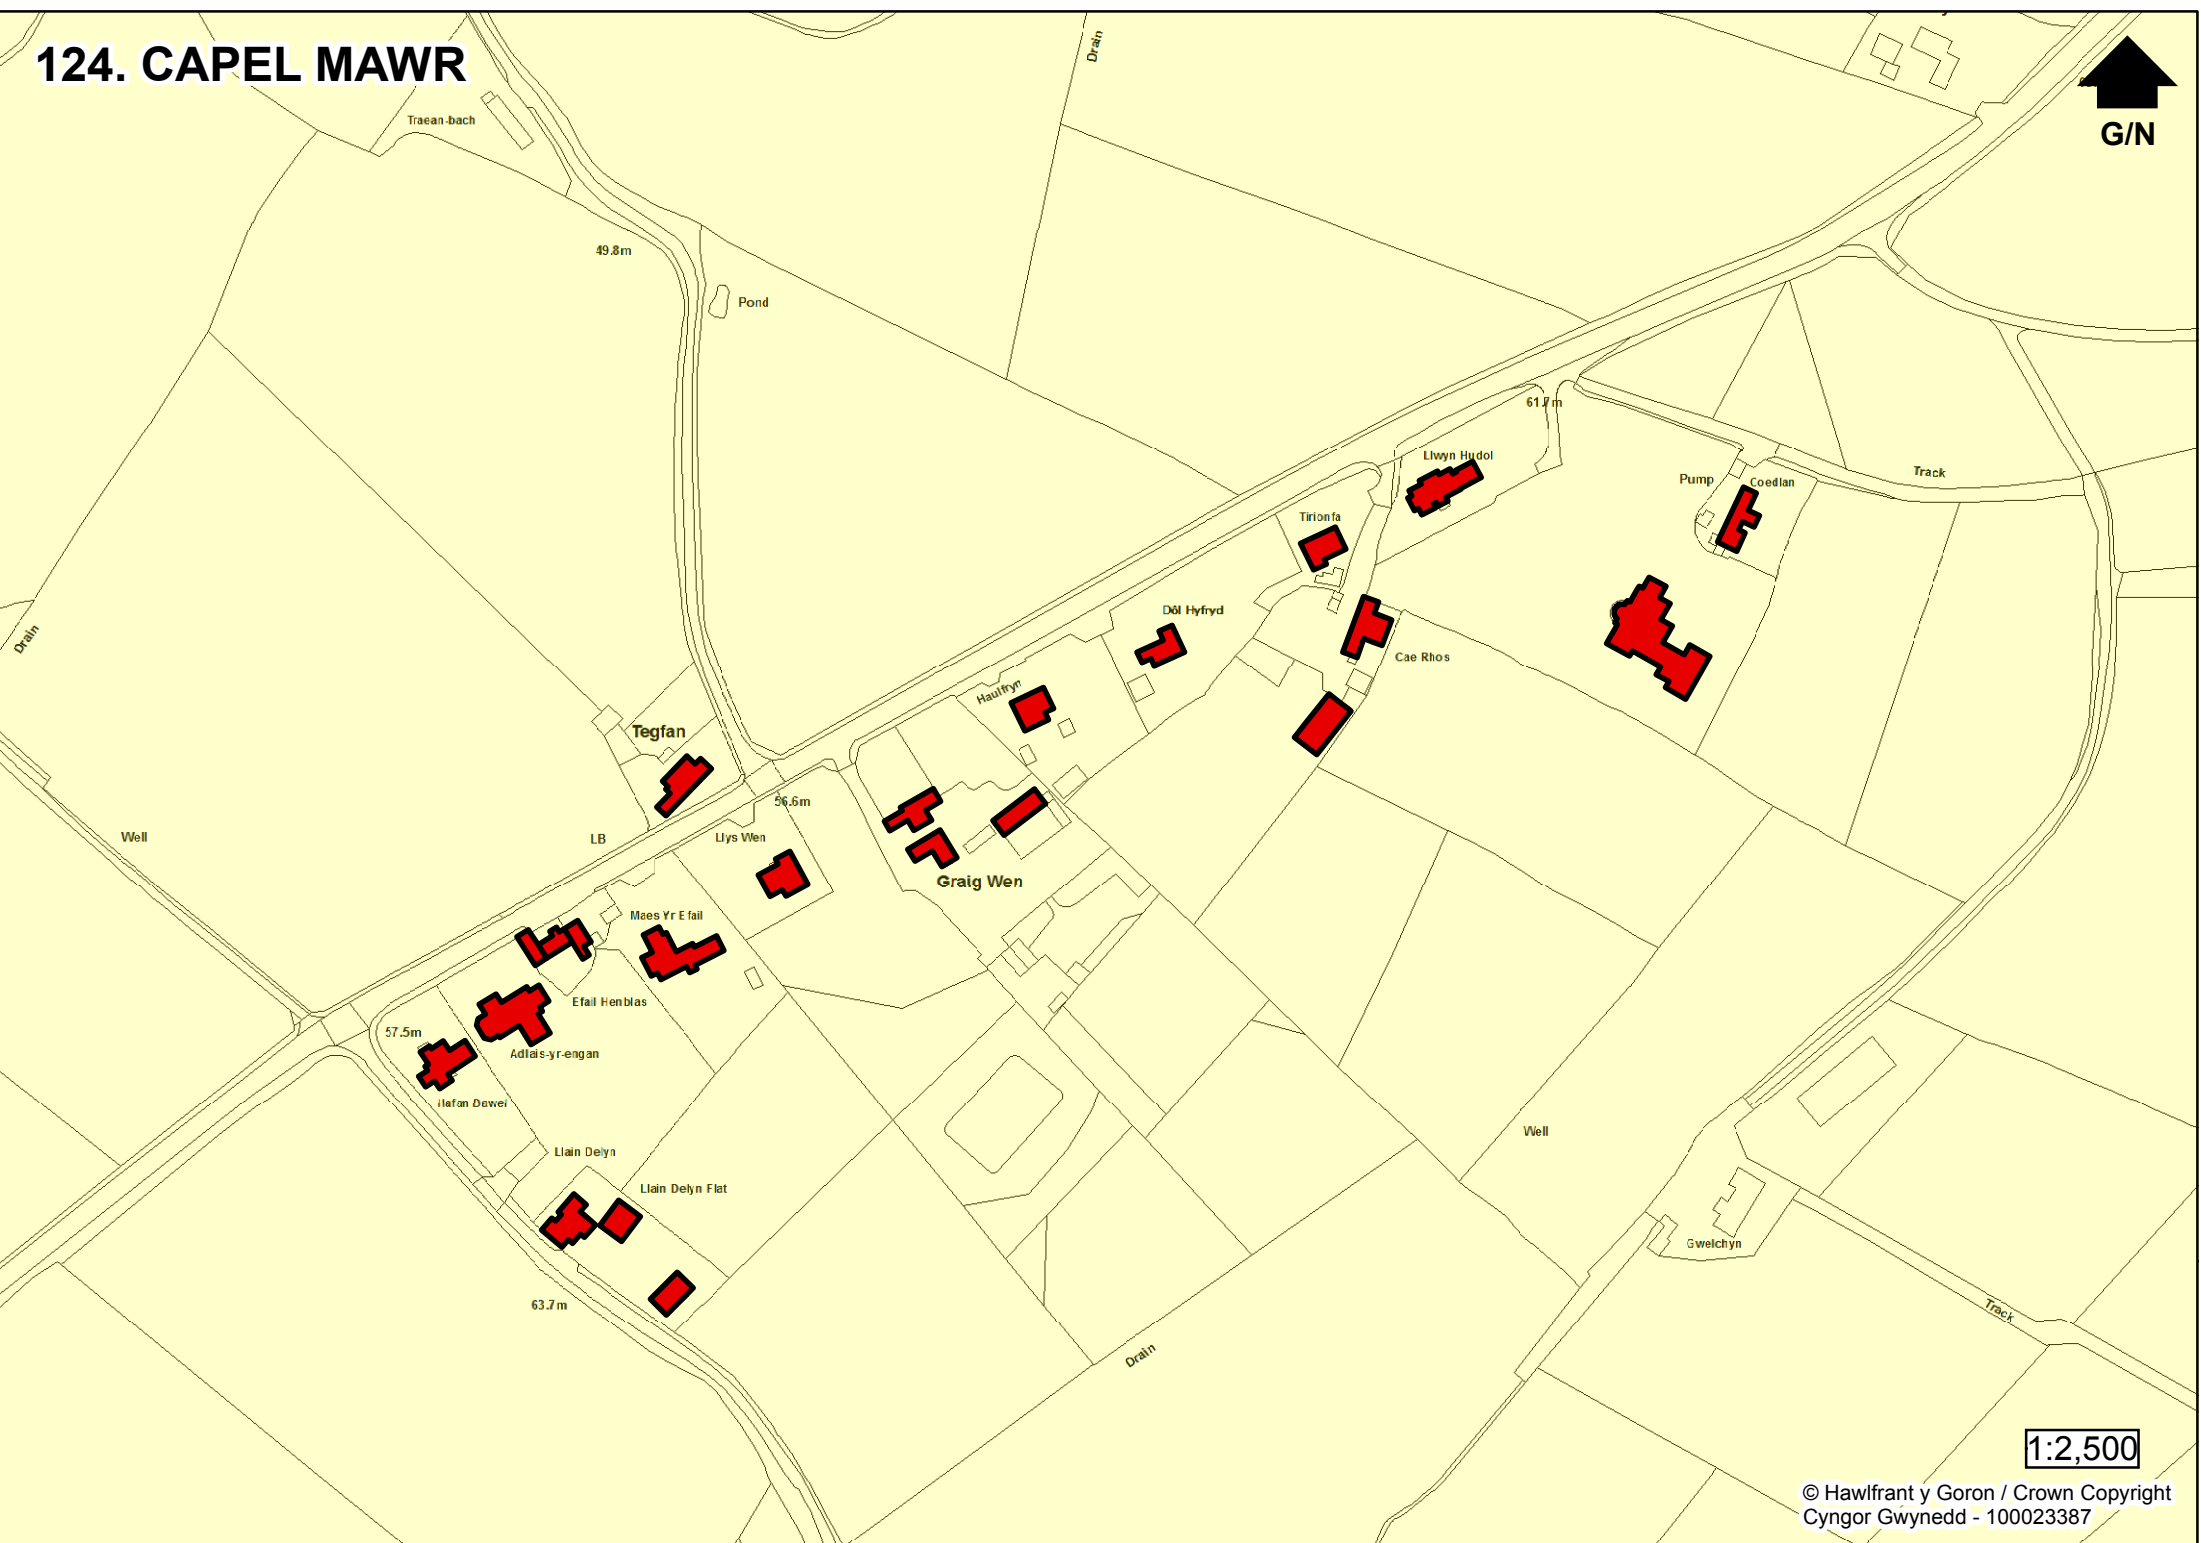 124. CAPEL MAWR
Drain
G/N
Traean-bach
49.8m
Pond
61.7m
Llwyn Hudol
Pump
Coedlan
Track
Tirionfa
Dôl Hyfryd
Drain
Cae Rhos
Haulfryn
Tegfan
56.6m
Well
LB
Llys Wen
Graig Wen
Maes Yr Efail
Efail Henblas
57.5m
Adlais-yr-engan
Hafan Dawel
Well
Llain Delyn
Llain Delyn Flat
Gwelchyn
63.7m
Track
Drain
1:2,500
© Hawlfraint y Goron / Crown Copyright
Cyngor Gwynedd - 100023387